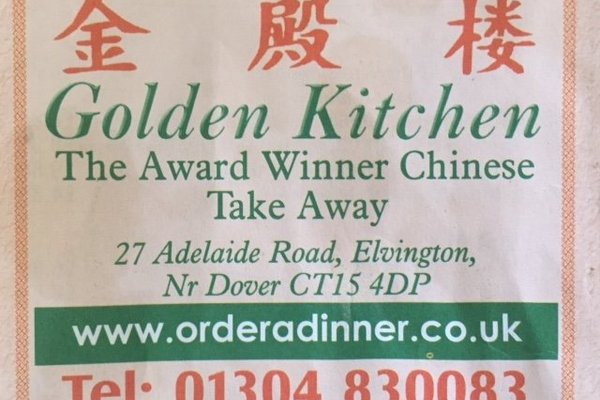 金殿楼
Golden Kitchen
The Award Winner Chinese
Take Away
27 Adelaide Road, Elvington,
Nr Dover CT15 4DP
www.orderadinner.co.uk
Tel: 01304 830083